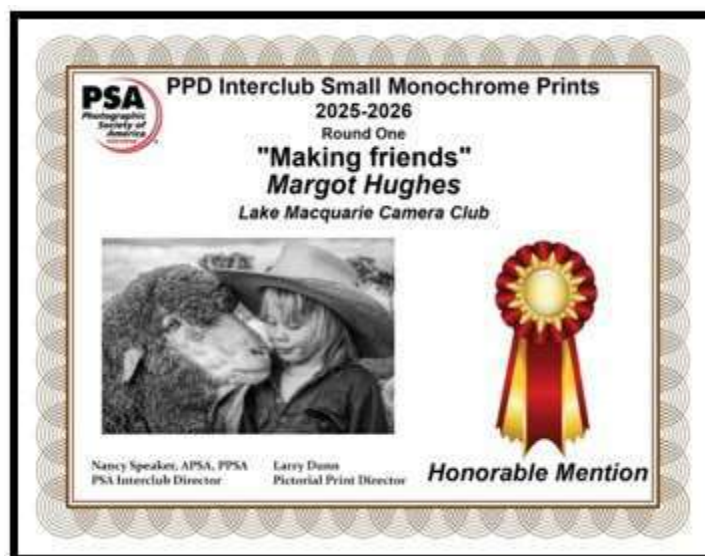 PSA
Photographic
Society of
America
PPD Interclub Small Monochrome Prints
2025-2026
Round One
"Making friends"
Margot Hughes
Lake Macquarie Camera Club
Nancy Speaker, APSA, PPSA
PSA Interclub Director
Larry Dunn
Pictorial Print Director
Honorable Mention